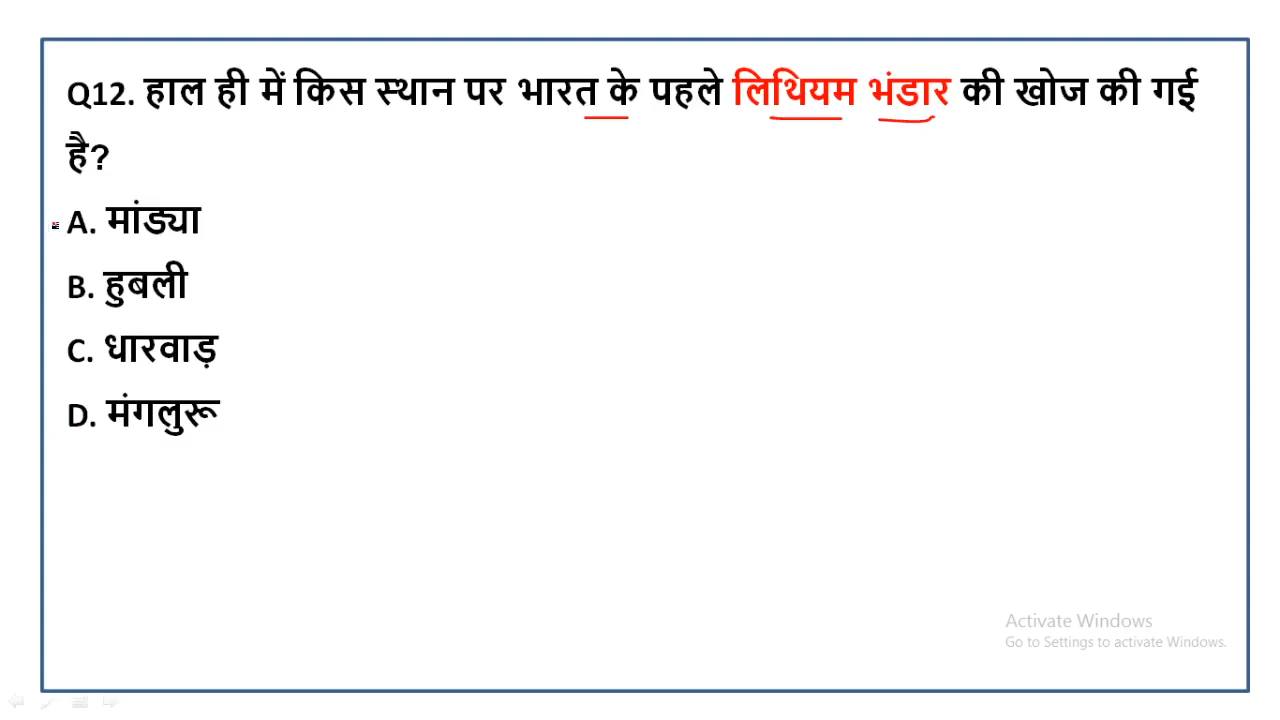 Q12. हाल ही में किस स्थान पर भारत के पहले लिथियम भंडार की खोज की गई
है?
A. मांड्या
B. हुबली
C. धारवाड़
D. मंगलुरू
Activate Windows
Go to Settings to activate Windows.